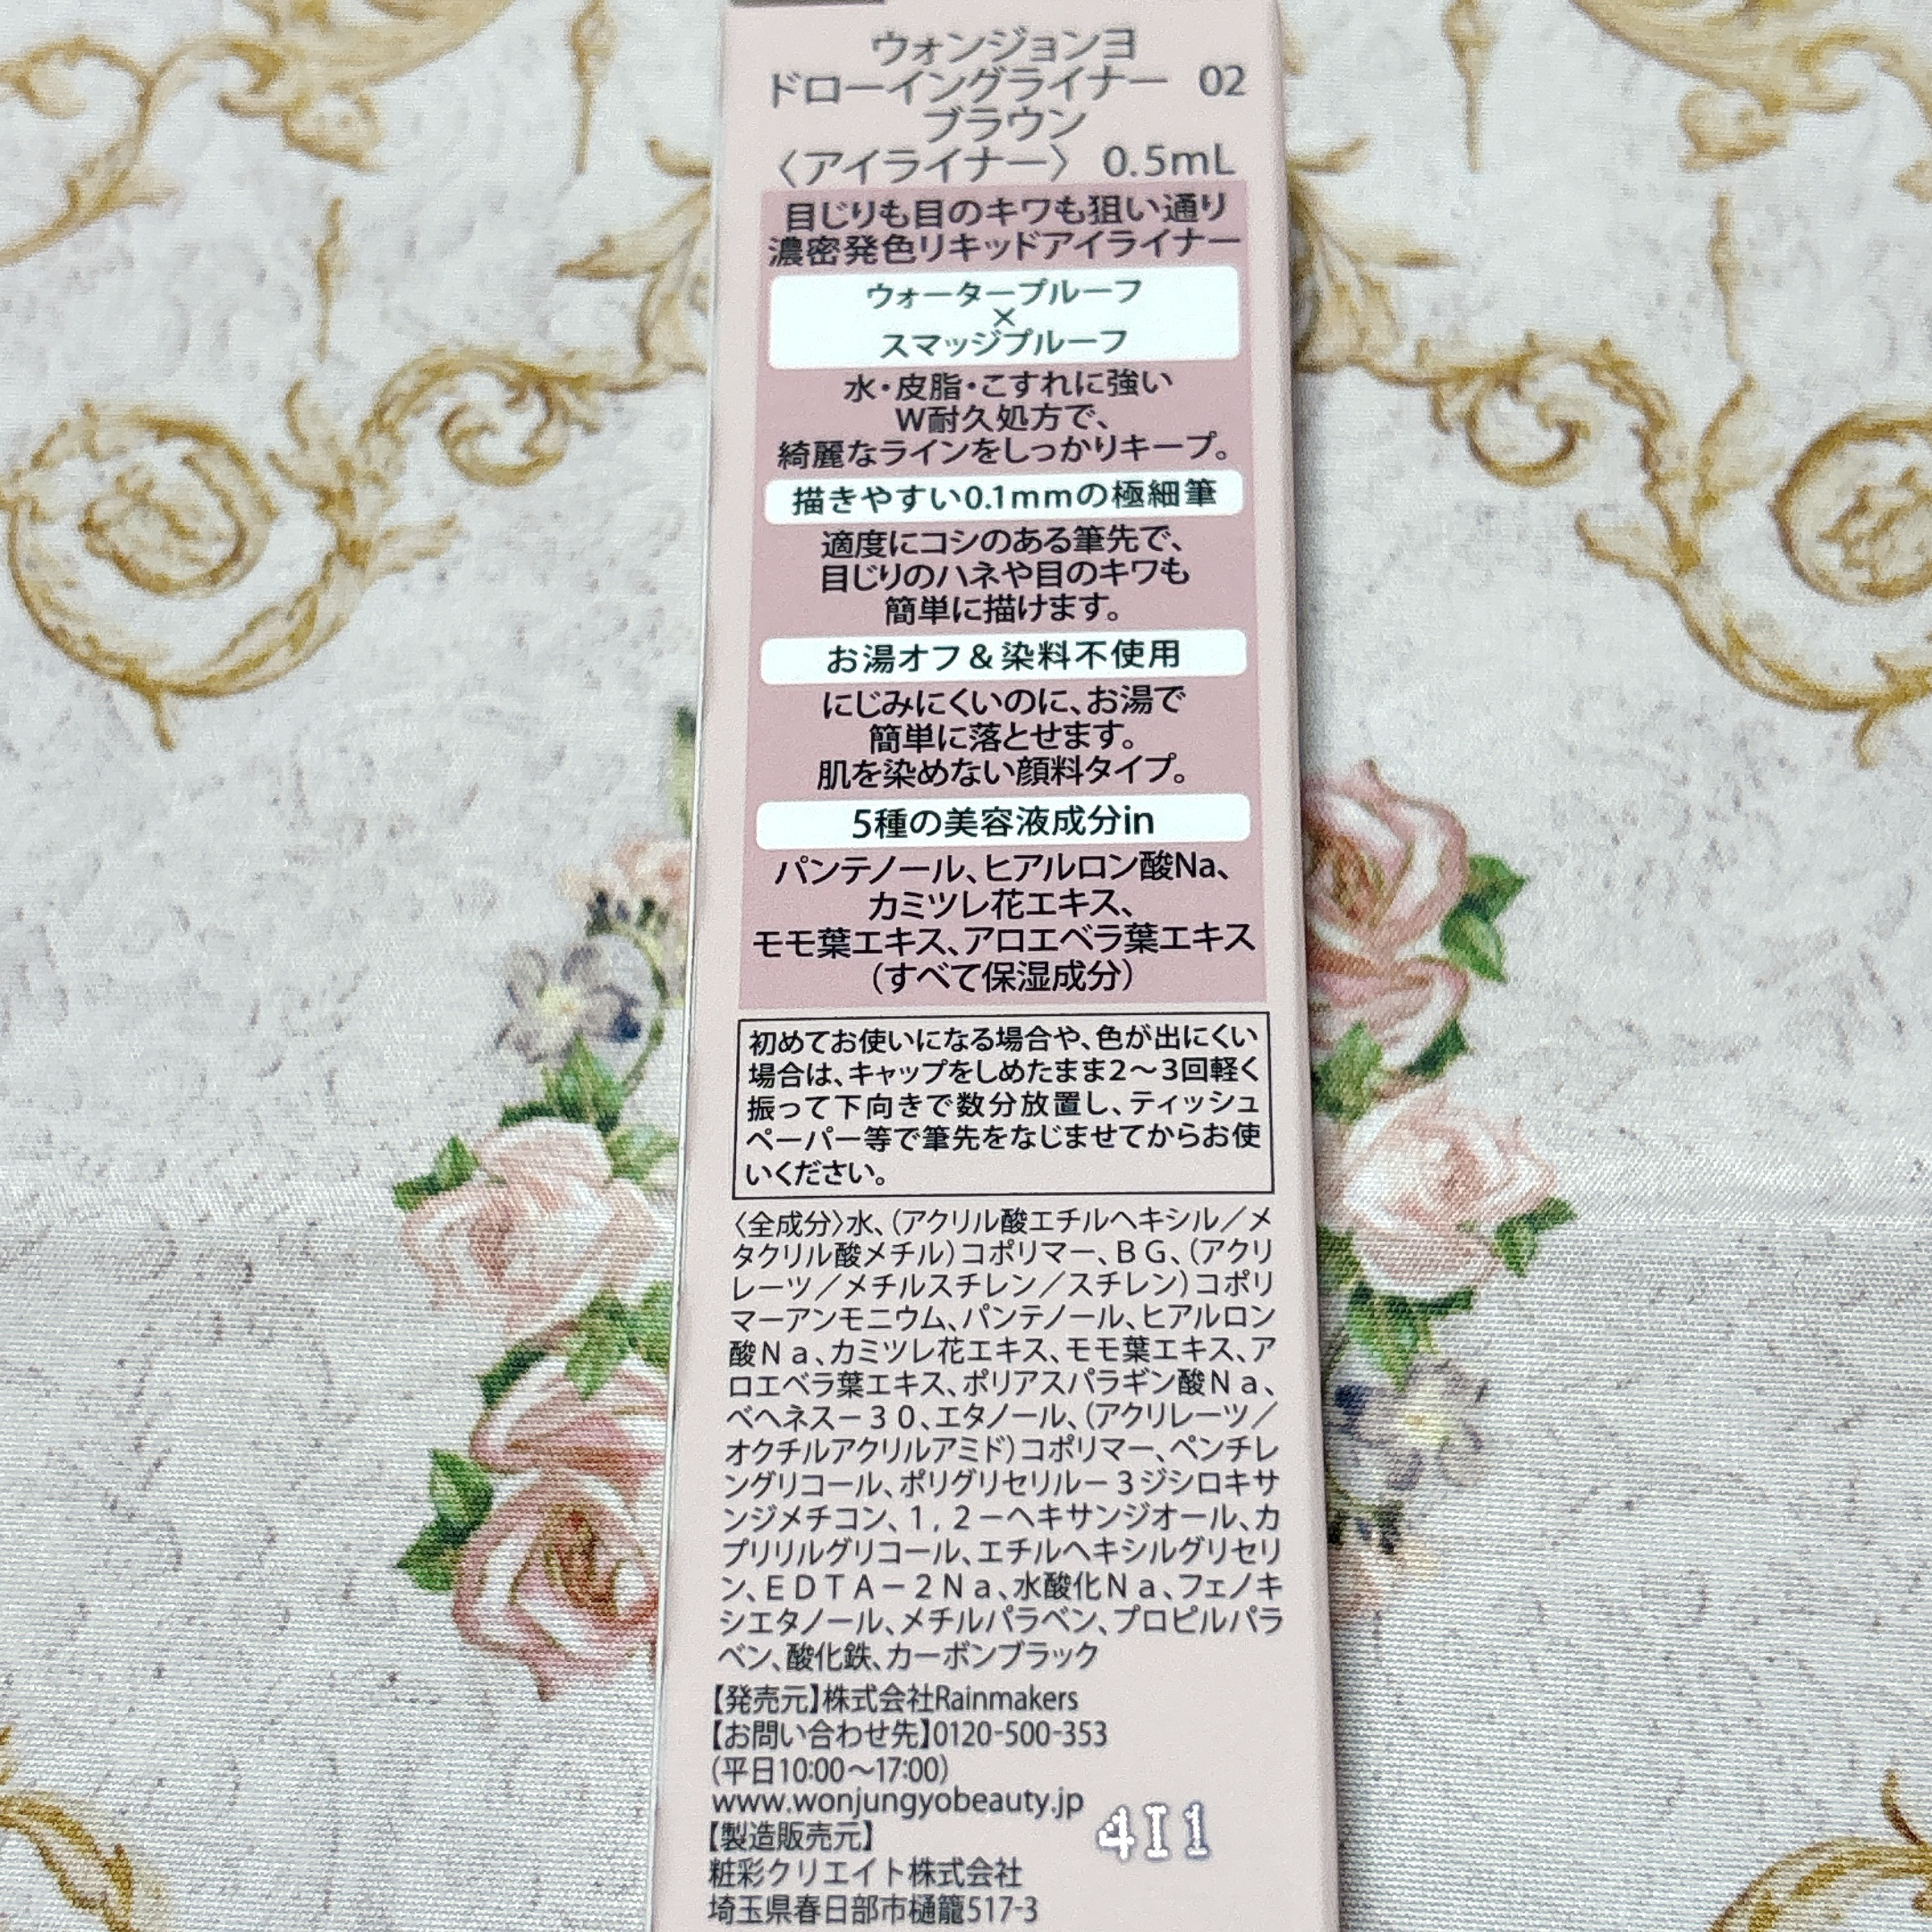 ウォンジョンヨ
ドローイングライナー 02
ブラウン
〈アイライナー〉 0.5mL
目じりも目のキワも狙い通り
濃密発色リキッドアイライナー
ウォータープルーフ
×
スマッジプルーフ
水・皮脂・こすれに強い
W耐久処方で、
綺麗なラインをしっかりキープ。
描きやすい0.1mmの極細筆
適度にコシのある筆先で、
目じりのハネや目のキワも
簡単に描けます。
お湯オフ&染料不使用
にじみにくいのに、お湯で
簡単に落とせます。
肌を染めない顔料タイプ。
5種の美容液成分in
パンテノール、ヒアルロン酸Na、
カミツレ花エキス、
モモ葉エキス、アロエベラ葉エキス
(すべて保湿成分)
初めてお使いになる場合や、色が出にくい
場合は、キャップをしめたまま2～3回軽く
振って下向きで数分放置し、ティッシュ
ペーパー等で筆先をなじませてからお使
いください。
〈全成分〉水、(アクリル酸エチルヘキシル／メ
タクリル酸メチル)コポリマー、BG、(アクリ
レーツ／メチルスチレン／スチレン)コポリ
マーアンモニウム、パンテノール、ヒアルロン
酸Na、カミツレ花エキス、モモ葉エキス、ア
ロエベラ葉エキス、ポリアスパラギン酸Na、
ベヘネス－30、エタノール、(アクリレーツ／
オクチルアクリルアミド)コポリマー、ペンチレ
ングリコール、ポリグリセリル－3ジシロキサ
ンジメチコン、1,2－ヘキサンジオール、カ
プリリルグリコール、エチルヘキシルグリセリ
ン、EDTA－2Na、水酸化Na、フェノキ
シエタノール、メチルパラベン、プロピルパラ
ベン、酸化鉄、カーボンブラック
【発売元】株式会社Rainmakers
【お問い合わせ先】0120-500-353
(平日10:00～17:00)
www.wonjungyobeauty.jp
【製造販売元】
4I1
粧彩クリエイト株式会社
埼玉県春日部市樋籠517-3